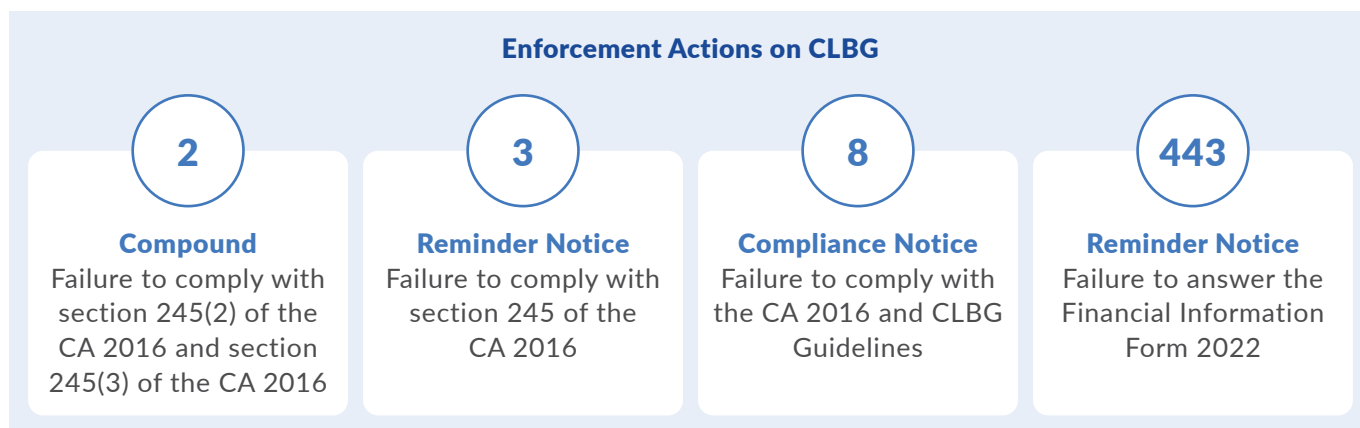 Enforcement Actions on CLBG
2
Compound
Failure to comply with
section 245(2) of the
CA 2016 and section
245(3) of the CA 2016
3
Reminder Notice
Failure to comply with
section 245 of the
CA 2016
8
Compliance Notice
Failure to comply with
the CA 2016 and CLBG
Guidelines
443
Reminder Notice
Failure to answer the
Financial Information
Form 2022